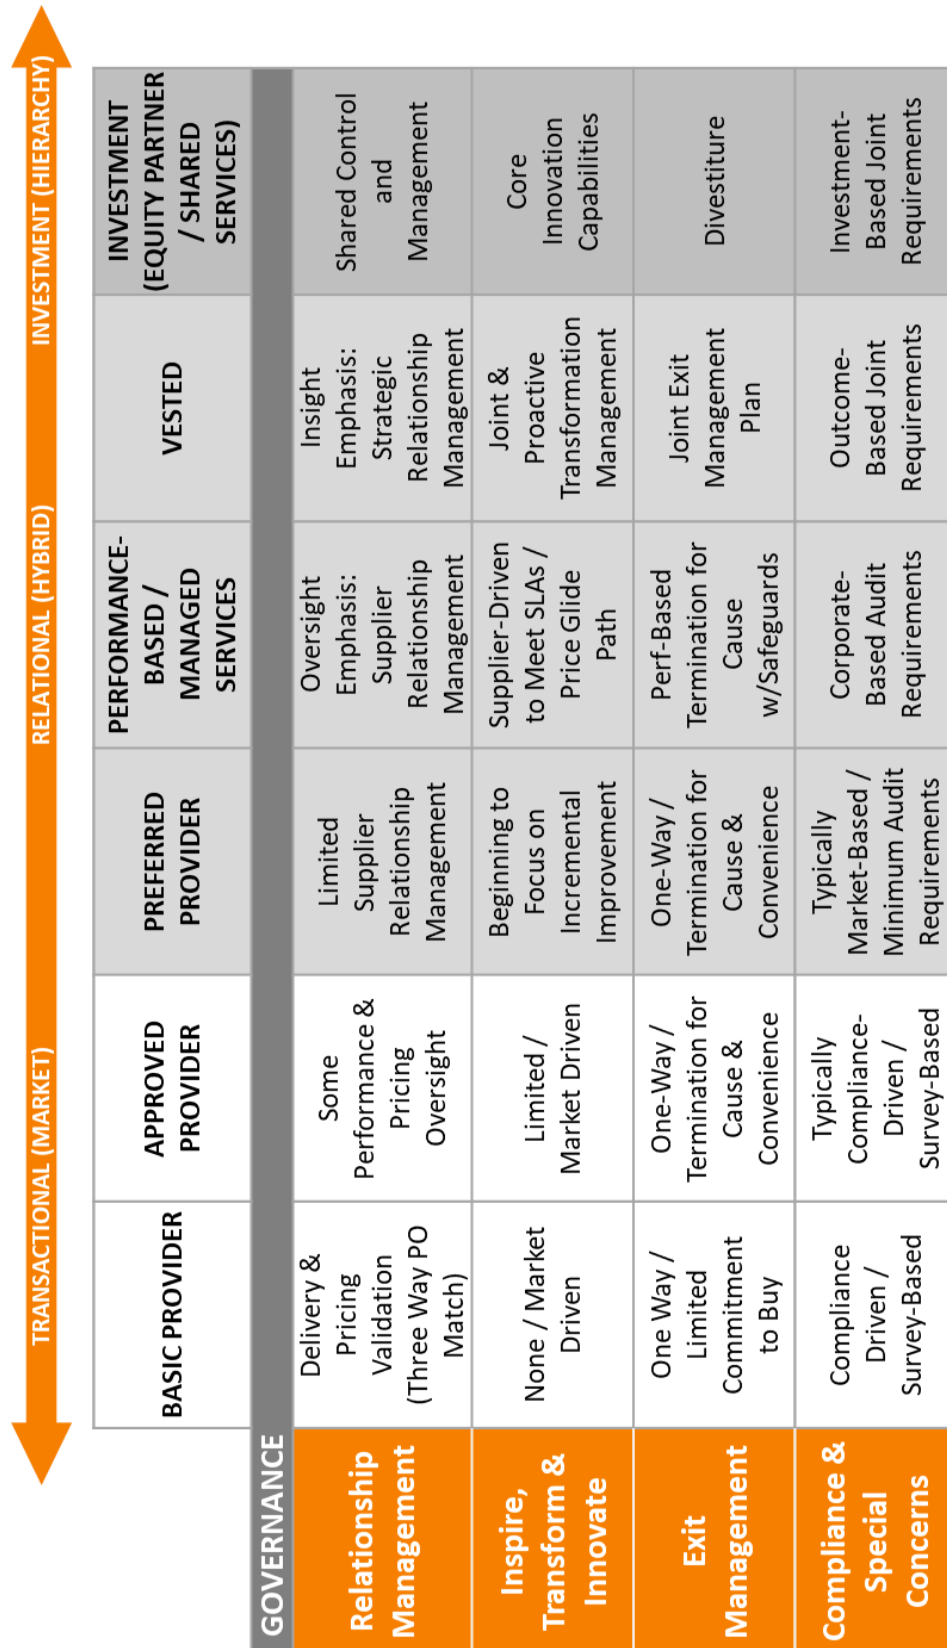 TRANSACTIONAL (MARKET)
RELATIONAL (HYBRID)
INVESTMENT (HIERARCHY)
BASIC PROVIDER
APPROVED
PROVIDER
PREFERRED
PROVIDER
PERFORMANCE-
BASED /
MANAGED
SERVICES
VESTED
INVESTMENT
(EQUITY PARTNER
/ SHARED
SERVICES)
GOVERNANCE
Relationship
Management
Delivery &
Pricing
Validation
(Three Way PO
Match)
Some
Performance &
Pricing
Oversight
Limited
Supplier
Relationship
Management
Oversight
Emphasis:
Supplier
Relationship
Management
Insight
Emphasis:
Strategic
Relationship
Management
Shared Control
and
Management
Inspire,
Transform &
Innovate
None / Market
Driven
Limited /
Market Driven
Beginning to
Focus on
Incremental
Improvement
Supplier-Driven
to Meet SLAs /
Price Glide
Path
Joint &
Proactive
Transformation
Management
Core
Innovation
Capabilities
Exit
Management
One Way /
Limited
Commitment
to Buy
One-Way /
Termination for
Cause &
Convenience
One-Way /
Termination for
Cause &
Convenience
Perf-Based
Termination for
Cause
w/Safeguards
Joint Exit
Management
Plan
Divestiture
Compliance &
Special
Concerns
Compliance
Driven /
Survey-Based
Typically
Compliance-
Driven /
Survey-Based
Typically
Market-Based /
Minimum Audit
Requirements
Corporate-
Based Audit
Requirements
Outcome-
Based Joint
Requirements
Investment-
Based Joint
Requirements